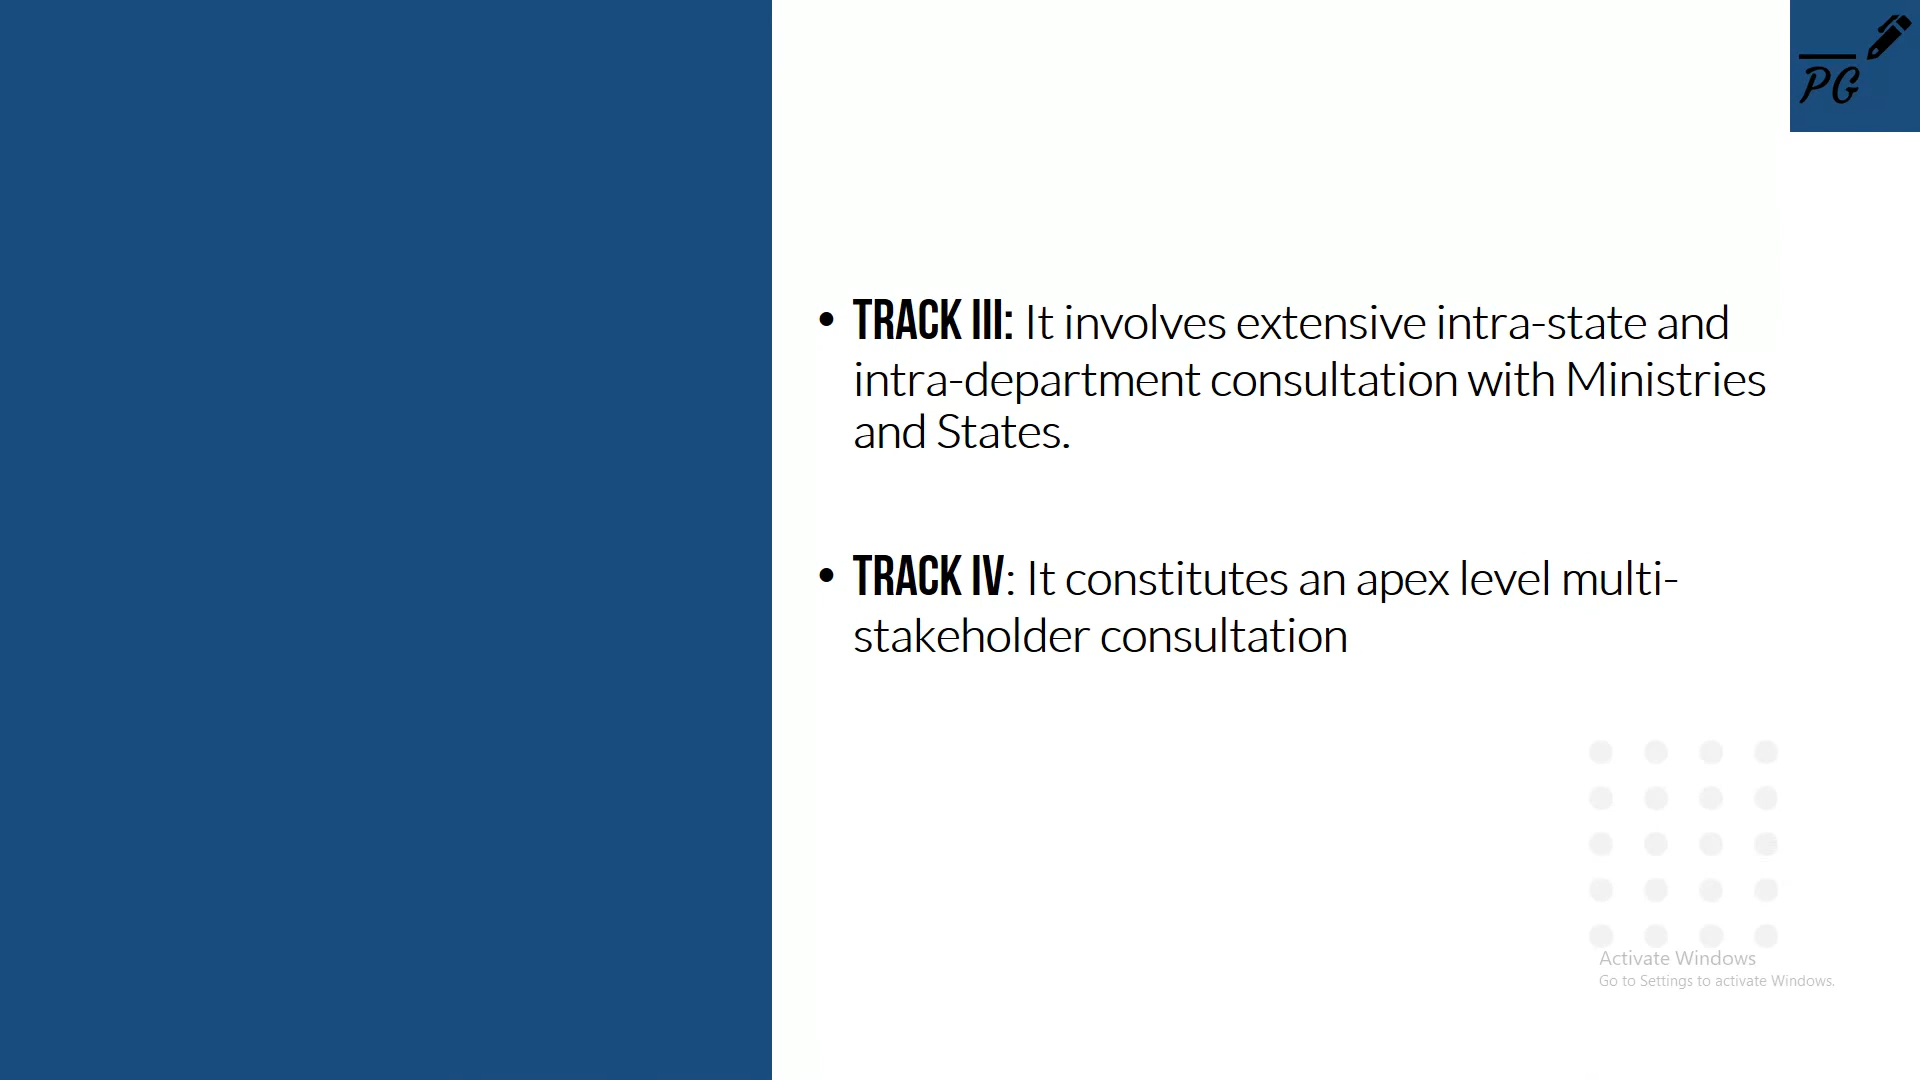 PG
• TRACK III: It involves extensive intra-state and
intra-department consultation with Ministries
and States.
• TRACK IV: It constitutes an apex level multi-
stakeholder consultation
Activate Windows
Go to Settings to activate Windows.